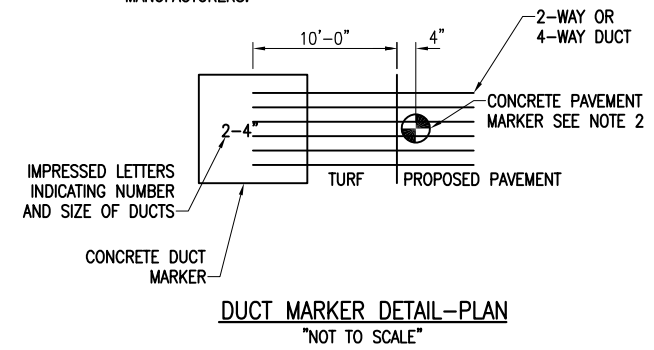 MANUFACTURERS.
10'-0"
4"
2-WAY OR
4-WAY DUCT
CONCRETE PAVEMENT
MARKER SEE NOTE 2
2-4"
IMPRESSED LETTERS
INDICATING NUMBER
AND SIZE OF DUCTS
TURF
PROPOSED PAVEMENT
CONCRETE DUCT
MARKER
DUCT MARKER DETAIL-PLAN
"NOT TO SCALE"